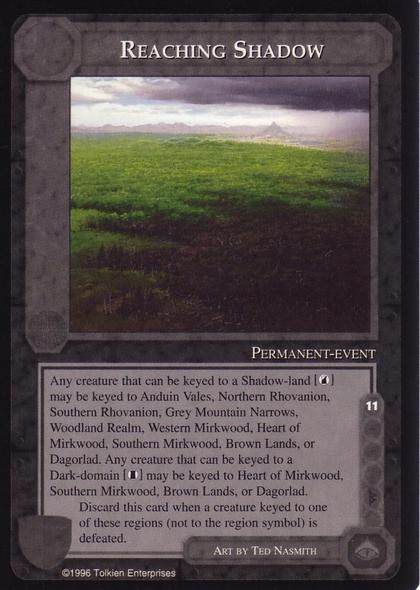 REACHING SHADOW
PERMANENT-EVENT
Any creature that can be keyed to a Shadow-land []
may be keyed to Anduin Vales, Northern Rhovanion,
Southern Rhovanion, Grey Mountain Narrows,
Woodland Realm, Western Mirkwood, Heart of
Mirkwood, Southern Mirkwood, Brown Lands, or
Dagorlad. Any creature that can be keyed to a
Dark-domain [] may be keyed to Heart of Mirkwood,
Southern Mirkwood, Brown Lands, or Dagorlad.
Discard this card when a creature keyed to one
of these regions (not to the region symbol) is
defeated.
11
ART BY TED NASMITH
©1996 Tolkien Enterprises